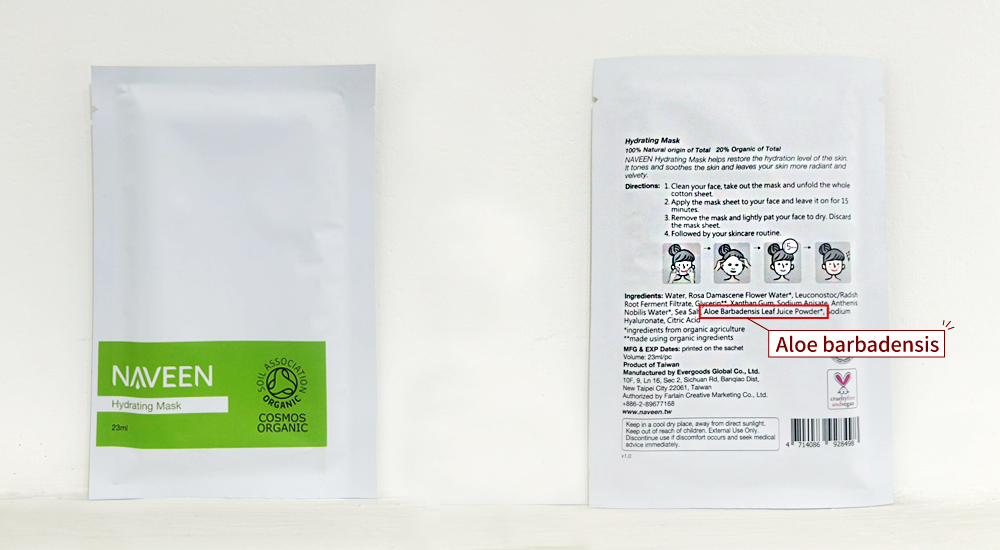 NAVEEN
Hydrating Mask
23ml
SOIL ASSOCIATION
ORGANIC
COSMOS
ORGANIC
Hydrating Mask
100% Natural origin of Total 20% Organic of Total
NAVEEN Hydrating Mask helps restore the hydration level of the skin.
It tones and soothes the skin and leaves your skin more radiant and
velvety.
Directions: 1. Clean your face, take out the mask and unfold the whole
cotton sheet.
2. Apply the mask sheet to your face and leave it on for 15
minutes.
3. Remove the mask and lightly pat your face to dry. Discard
the mask sheet.
4. Followed by your skincare routine.
Ingredients: Water, Rosa Damascene Flower Water*, Leuconostoc/Radish
Root Ferment Filtrate, Glycerin**, Xanthan Gum, Sodium Anisate, Anthemis
Nobilis Water*, Sea Salt, Aloe Barbadensis Leaf Juice Powder*, Sodium
Hyaluronate, Citric Acid
*ingredients from organic agriculture
**made using organic ingredients
Aloe barbadensis
MFG & EXP Dates: printed on the sachet
Volume: 23ml/pc
Product of Taiwan
Manufactured by Evergoods Global Co., Ltd.
10F, 9, Ln 16, Sec 2, Sichuan Rd, Banqiao Dist,
New Taipei City 22061, Taiwan
Authorized by Farlain Creative Marketing Co., Ltd.
+886-2-89677168
www.naveen.tw
crueltyfree
andvegan
Keep in a cool dry place, away from direct sunlight.
Keep out of reach of children. External Use Only.
Discontinue use if discomfort occurs and seek medical
advice immediately.
4 714086 928498
v1.0